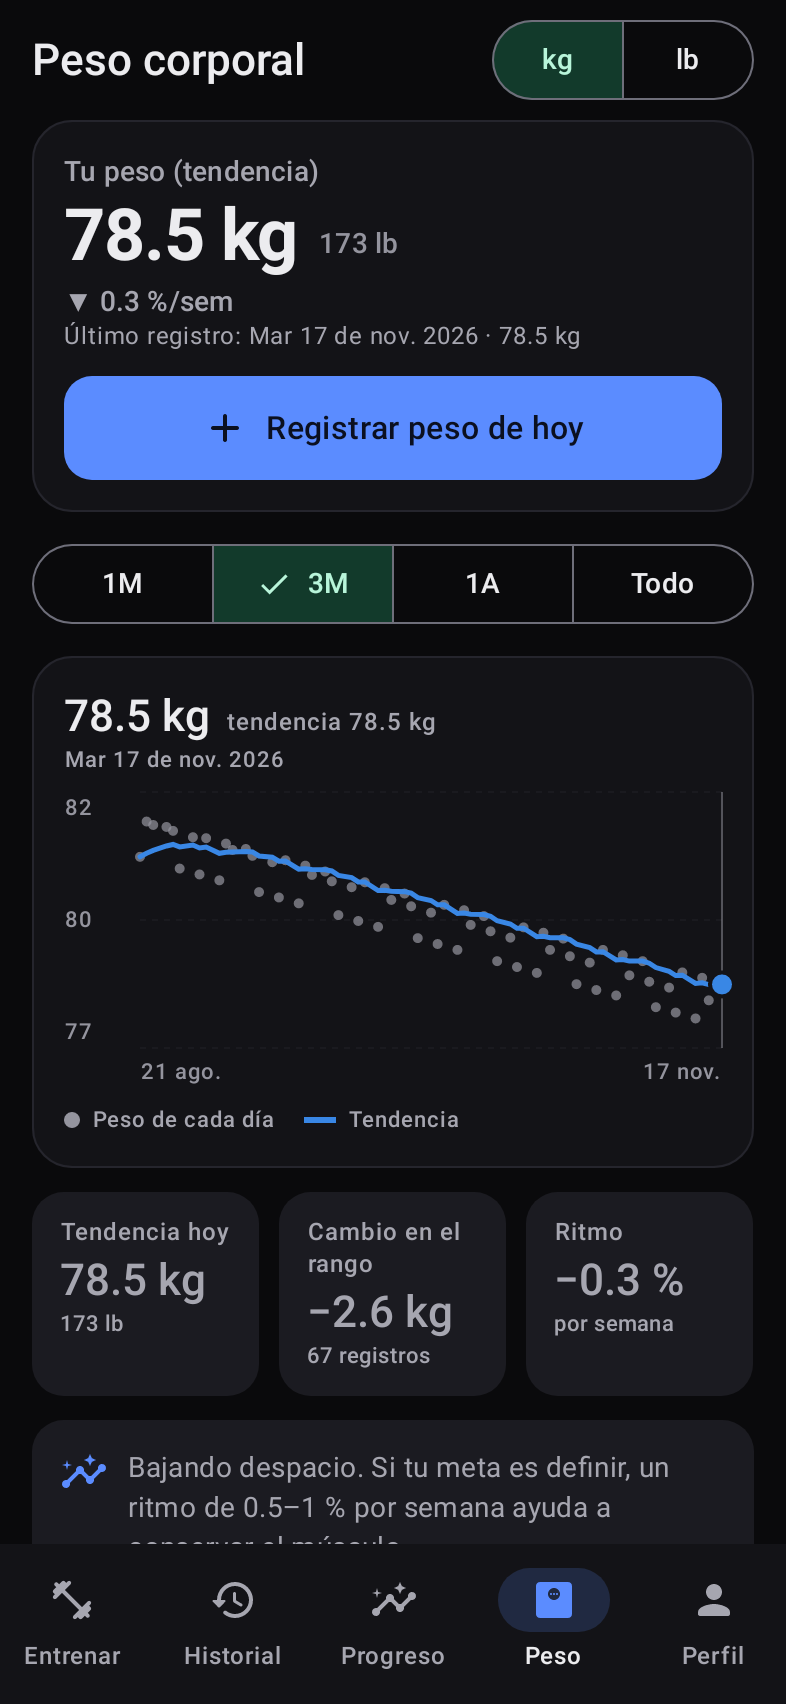 Peso corporal
kg
lb
Tu peso (tendencia)
78.5 kg 173 lb
▼ 0.3 %/sem
Último registro: Mar 17 de nov. 2026 · 78.5 kg
+ Registrar peso de hoy
1M
✓ 3M
1A
Todo
78.5 kg tendencia 78.5 kg
Mar 17 de nov. 2026
82
80
77
21 ago.
17 nov.
Peso de cada día
Tendencia
Tendencia hoy
78.5 kg
173 lb
Cambio en el
rango
−2.6 kg
67 registros
Ritmo
−0.3 %
por semana
Bajando despacio. Si tu meta es definir, un
ritmo de 0.5–1 % por semana ayuda a
conservar el músculo
Entrenar
Historial
Progreso
Peso
Perfil